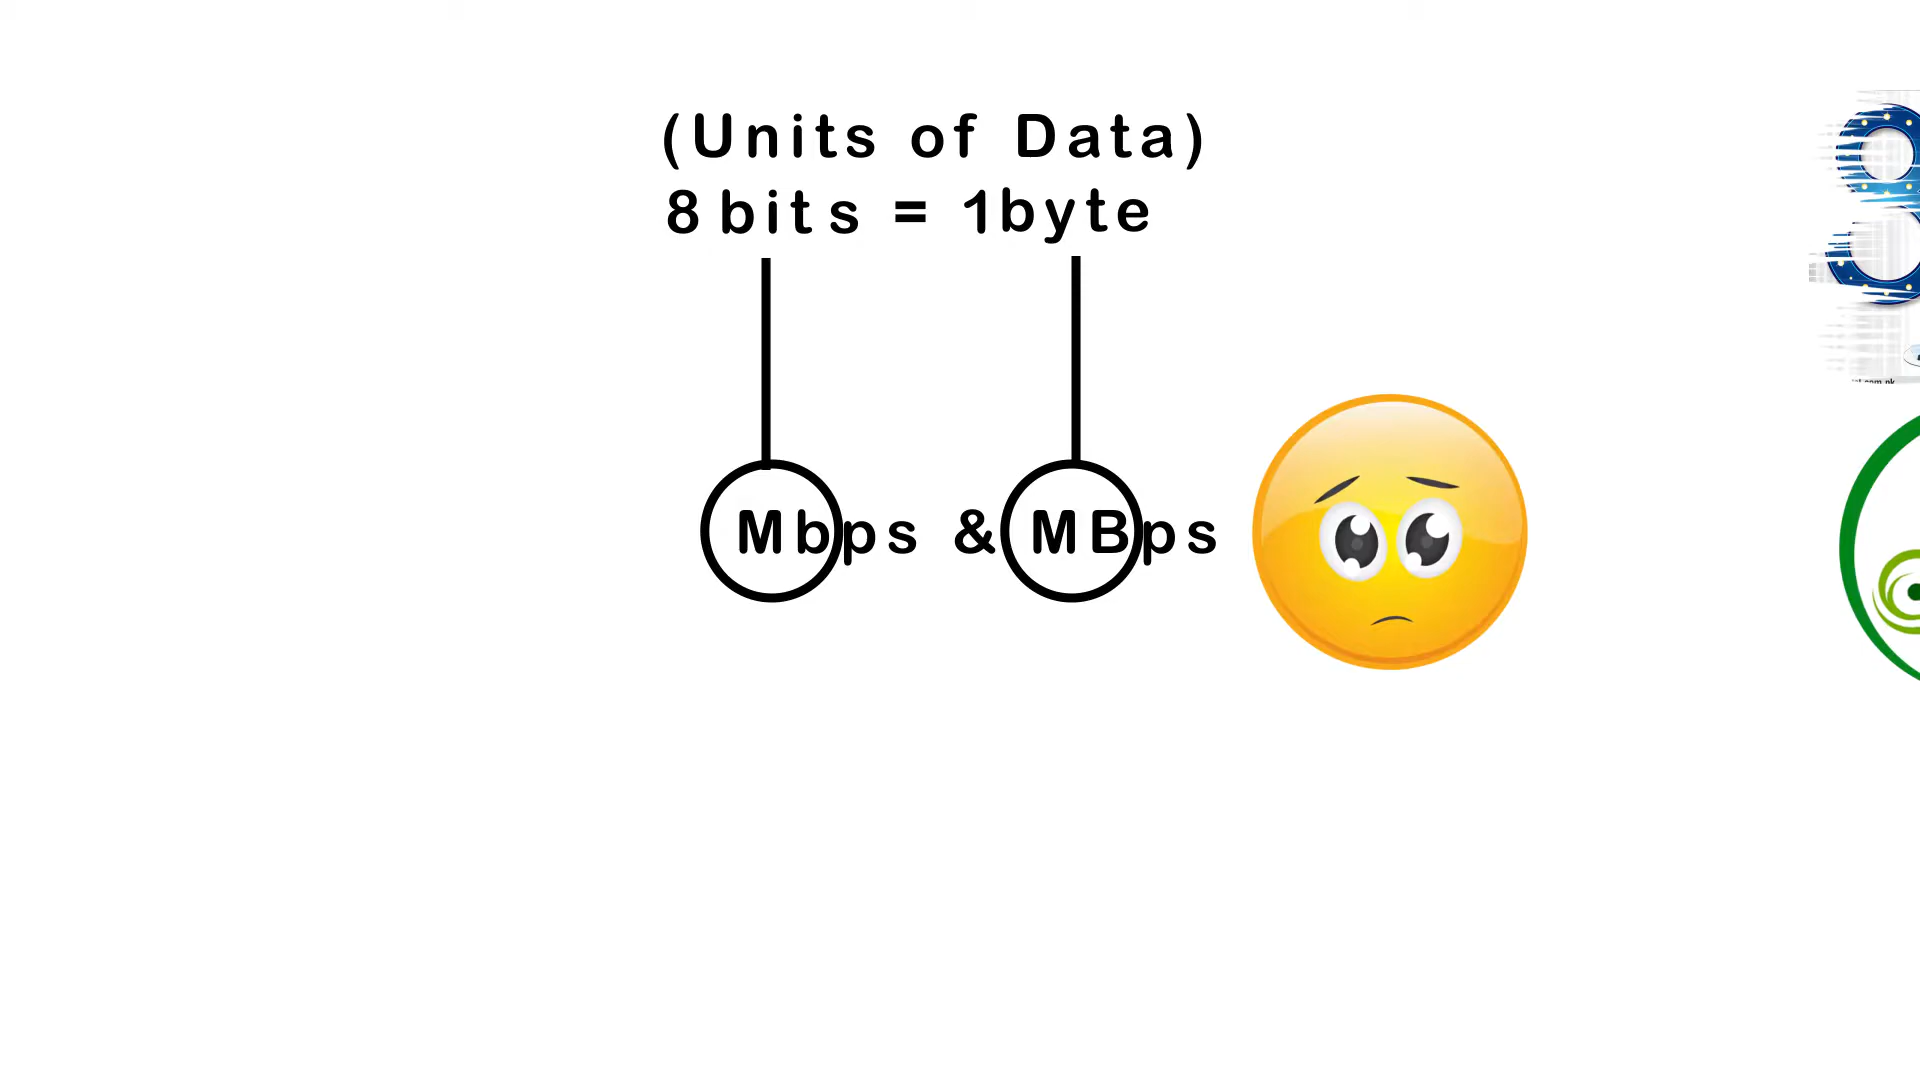 (Units of Data)
8 bits = 1byte
Mbps & MBps